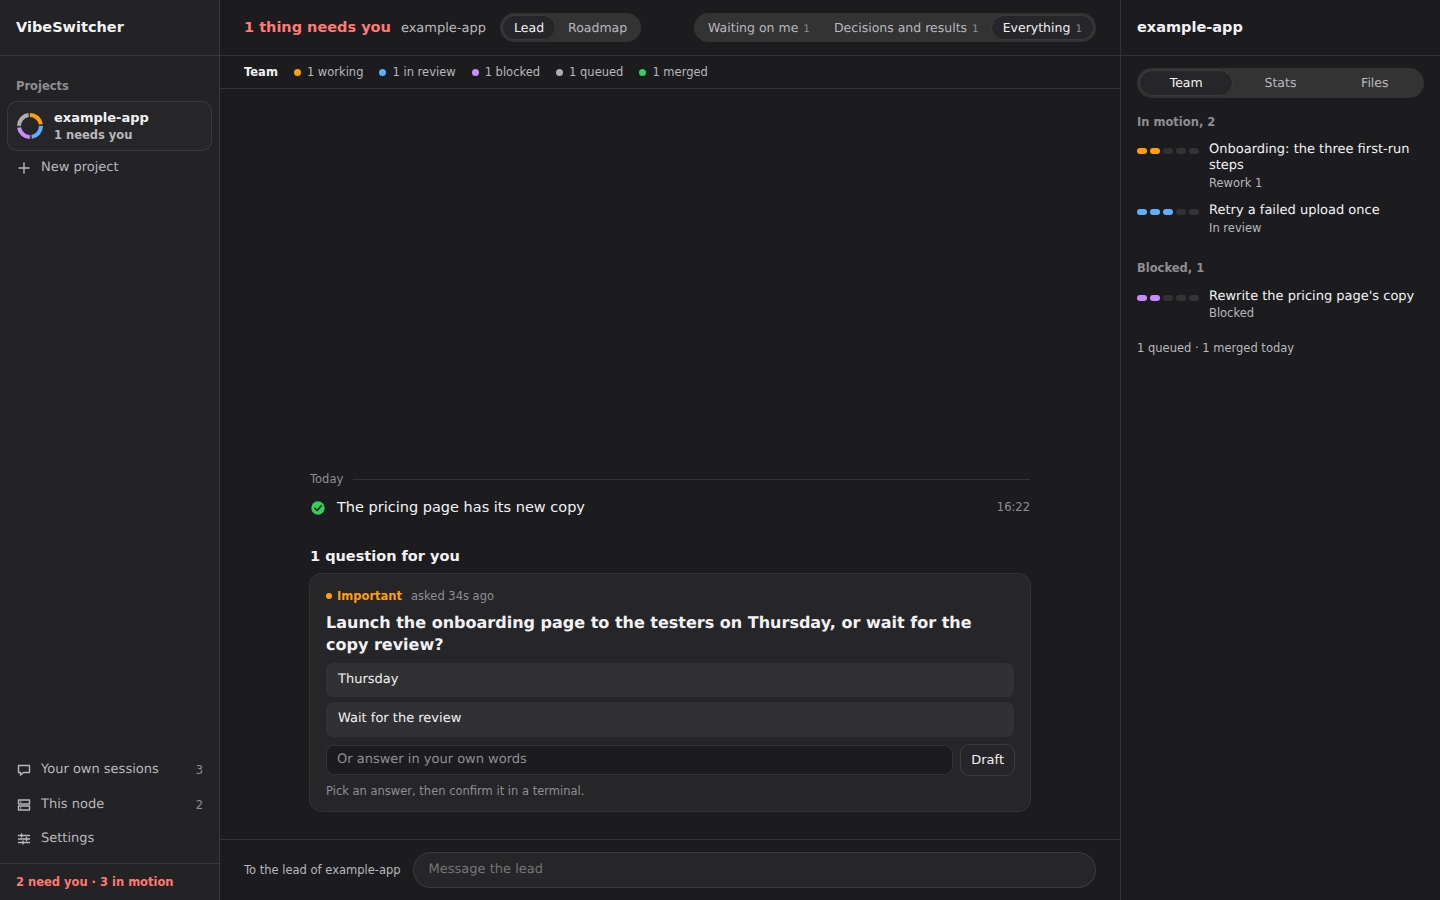 VibeSwitcher
Projects
example-app
1 needs you
New project
Your own sessions 3
This node 2
Settings
2 need you · 3 in motion
1 thing needs you example-app Lead Roadmap
Waiting on me 1 Decisions and results 1 Everything 1
Team 1 working 1 in review 1 blocked 1 queued 1 merged
Today
The pricing page has its new copy 16:22
1 question for you
Important asked 34s ago
Launch the onboarding page to the testers on Thursday, or wait for the
copy review?
Thursday
Wait for the review
Or answer in your own words Draft
Pick an answer, then confirm it in a terminal.
To the lead of example-app Message the lead
example-app
Team Stats Files
In motion, 2
Onboarding: the three first-run
steps
Rework 1
Retry a failed upload once
In review
Blocked, 1
Rewrite the pricing page's copy
Blocked
1 queued · 1 merged today